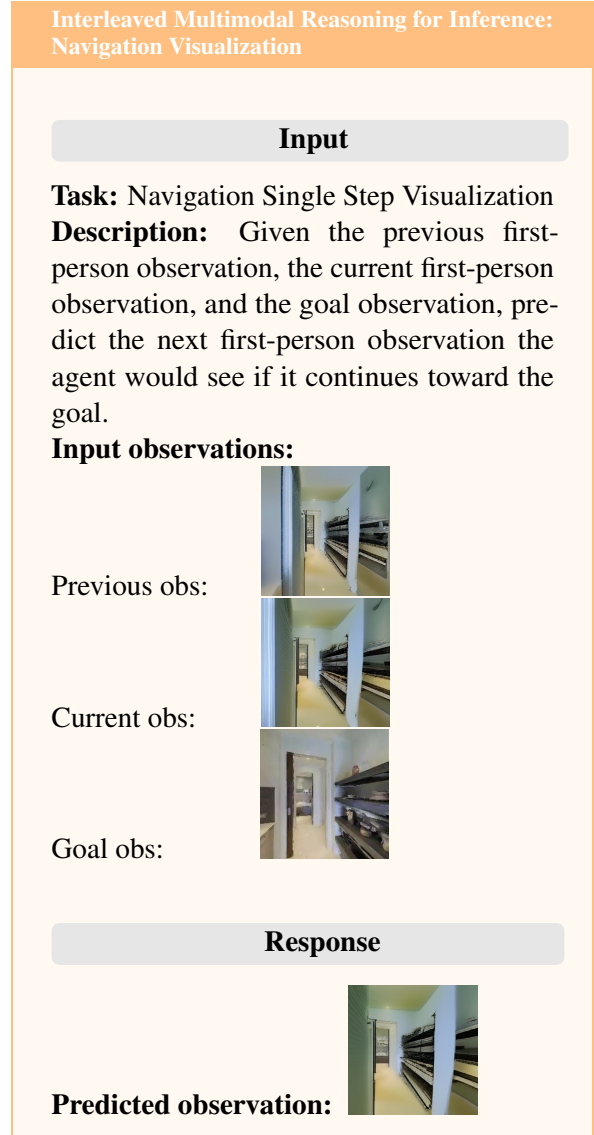 Interleaved Multimodal Reasoning for Inference:
Navigation Visualization
Input
Task: Navigation Single Step Visualization
Description: Given the previous first-
person observation, the current first-person
observation, and the goal observation, pre-
dict the next first-person observation the
agent would see if it continues toward the
goal.
Input observations:
Previous obs:
Current obs:
Goal obs:
Response
Predicted observation: